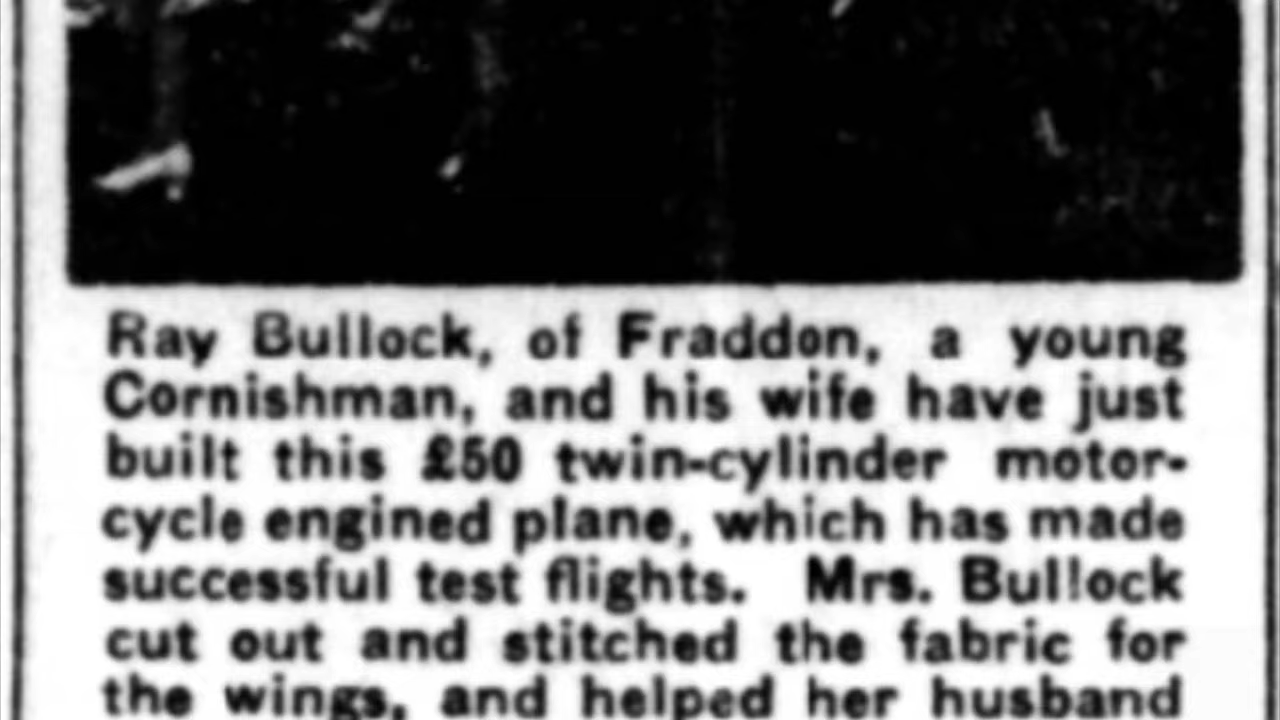 Ray Bullock, of Fraddon, a young
Cornishman, and his wife have just
built this £50 twin-cylinder motor-
cycle engined plane, which has made
successful test flights. Mrs. Bullock
cut out and stitched the fabric for
the wings, and helped her husband